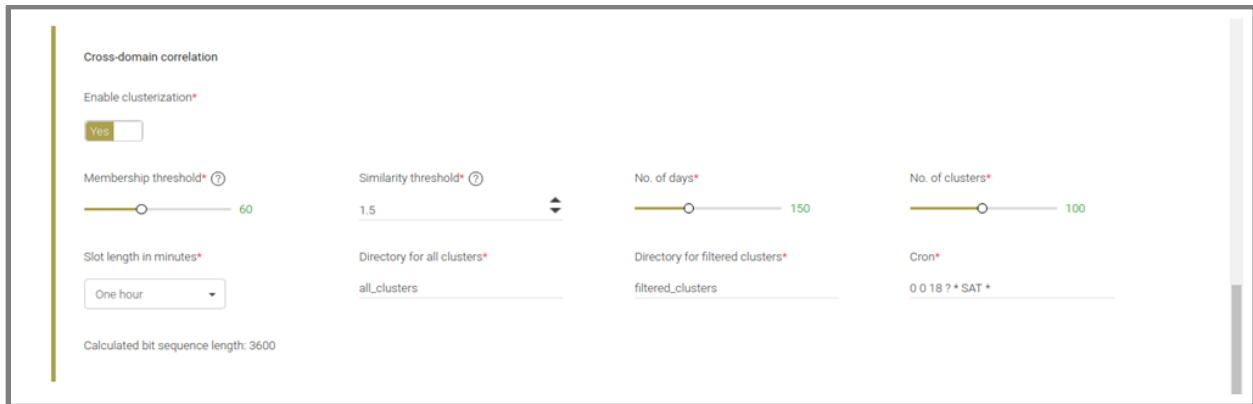 Cross-domain correlation
Enable clusterization*
Yes
Membership threshold* ?
Similarity threshold* ?
No. of days*
No. of clusters*
60
1.5
150
100
Slot length in minutes*
Directory for all clusters*
Directory for filtered clusters*
Cron*
One hour
all_clusters
filtered_clusters
0 0 18 ? * SAT *
Calculated bit sequence length: 3600